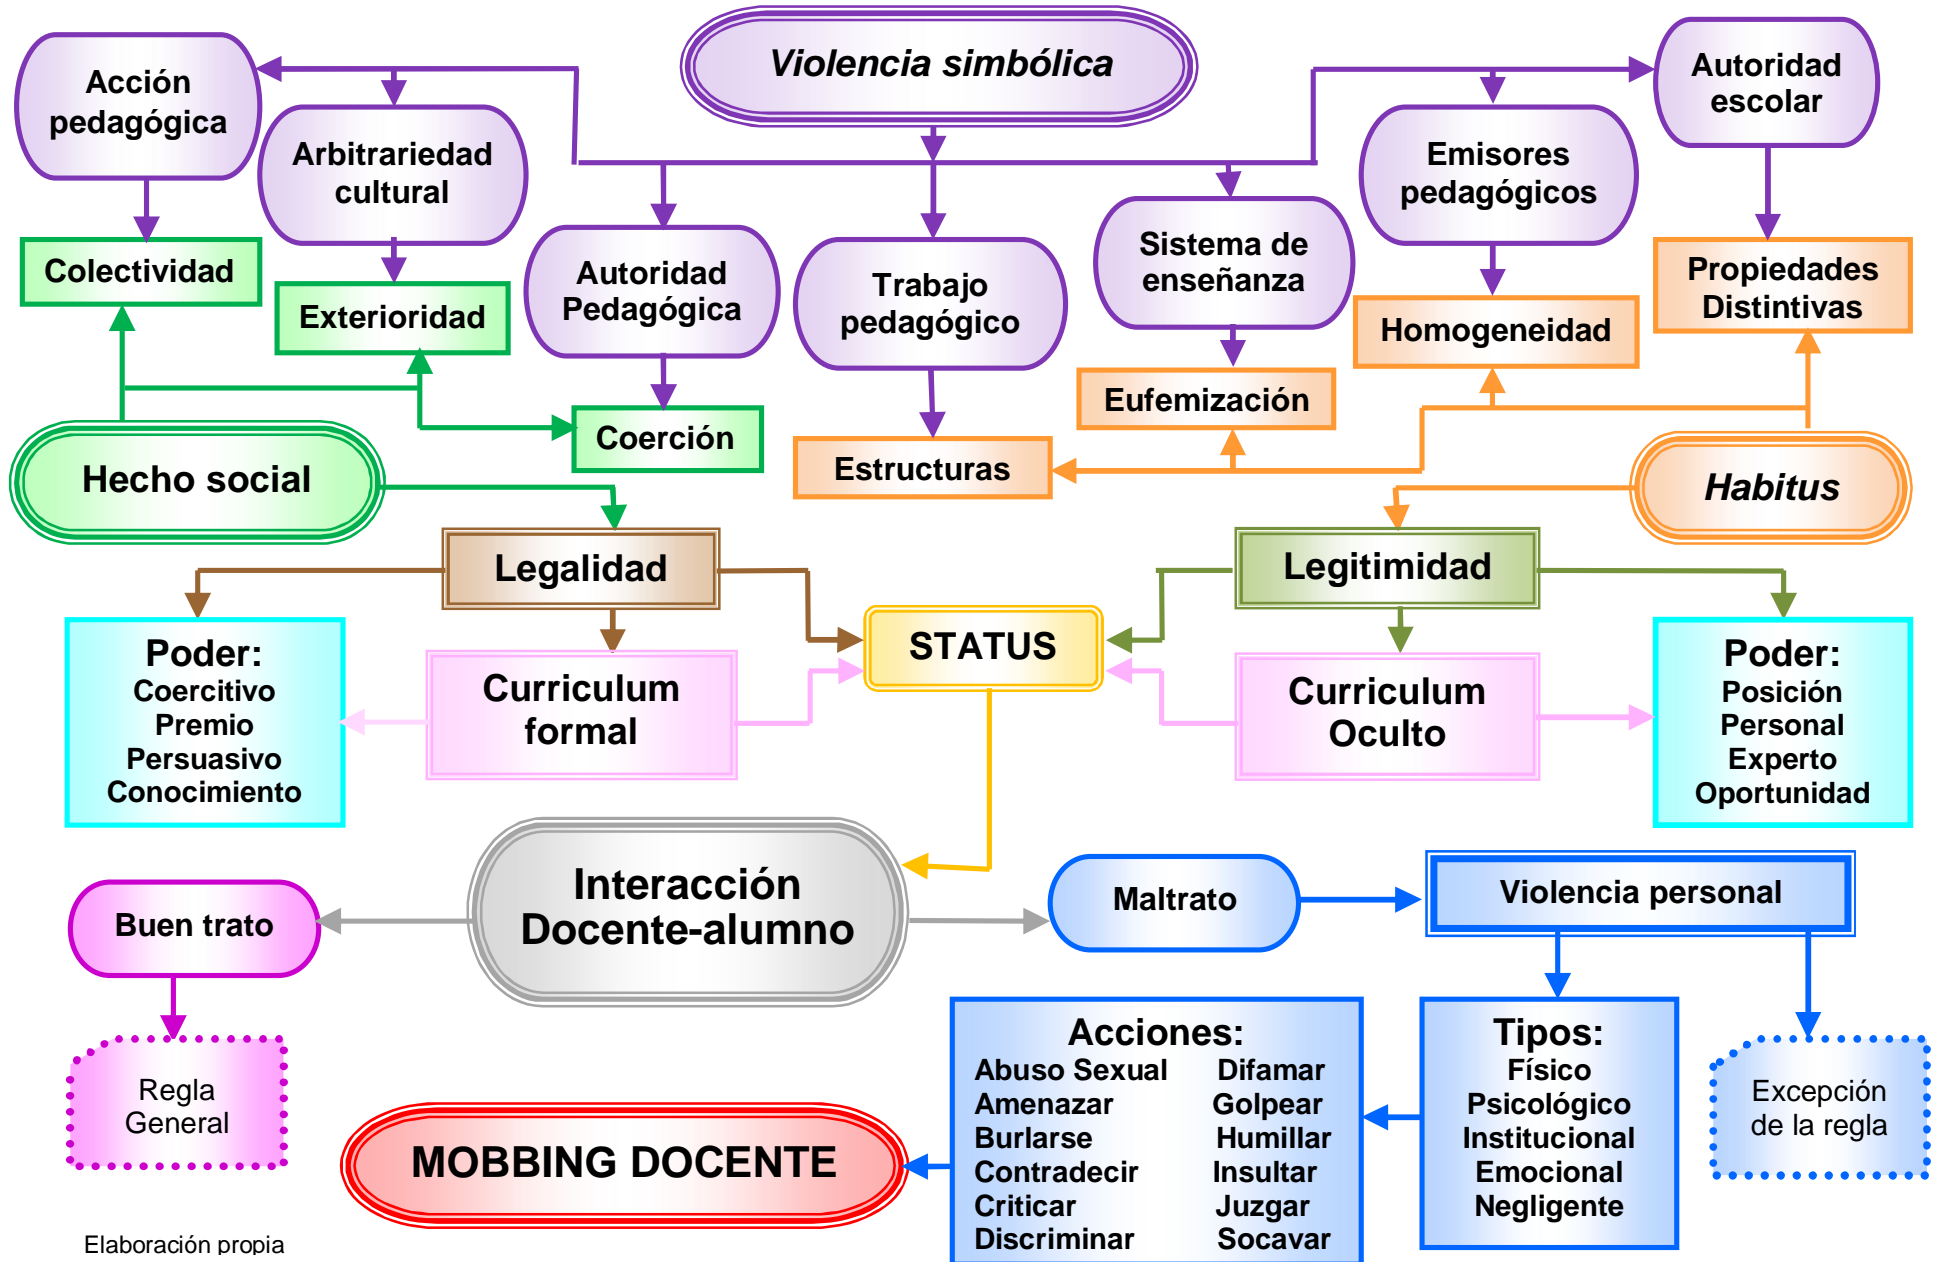 Violencia simbólica
Acción
pedagógica
Arbitrariedad
cultural
Autoridad
Pedagógica
Trabajo
pedagógico
Sistema de
enseñanza
Emisores
pedagógicos
Autoridad
escolar
Colectividad
Exterioridad
Coerción
Estructuras
Eufemización
Homogeneidad
Propiedades
Distintivas
Hecho social
Habitus
Legalidad
Legitimidad
STATUS
Poder:
Coercitivo
Premio
Persuasivo
Conocimiento
Curriculum
formal
Curriculum
Oculto
Poder:
Posición
Personal
Experto
Oportunidad
Interacción
Docente-alumno
Buen trato
Maltrato
Violencia personal
Regla
General
Acciones:
Abuso Sexual Difamar
Amenazar Golpear
Burlarse Humillar
Contradecir Insultar
Criticar Juzgar
Discriminar Socavar
Tipos:
Físico
Psicológico
Institucional
Emocional
Negligente
Excepción
de la regla
MOBBING DOCENTE
Elaboración propia